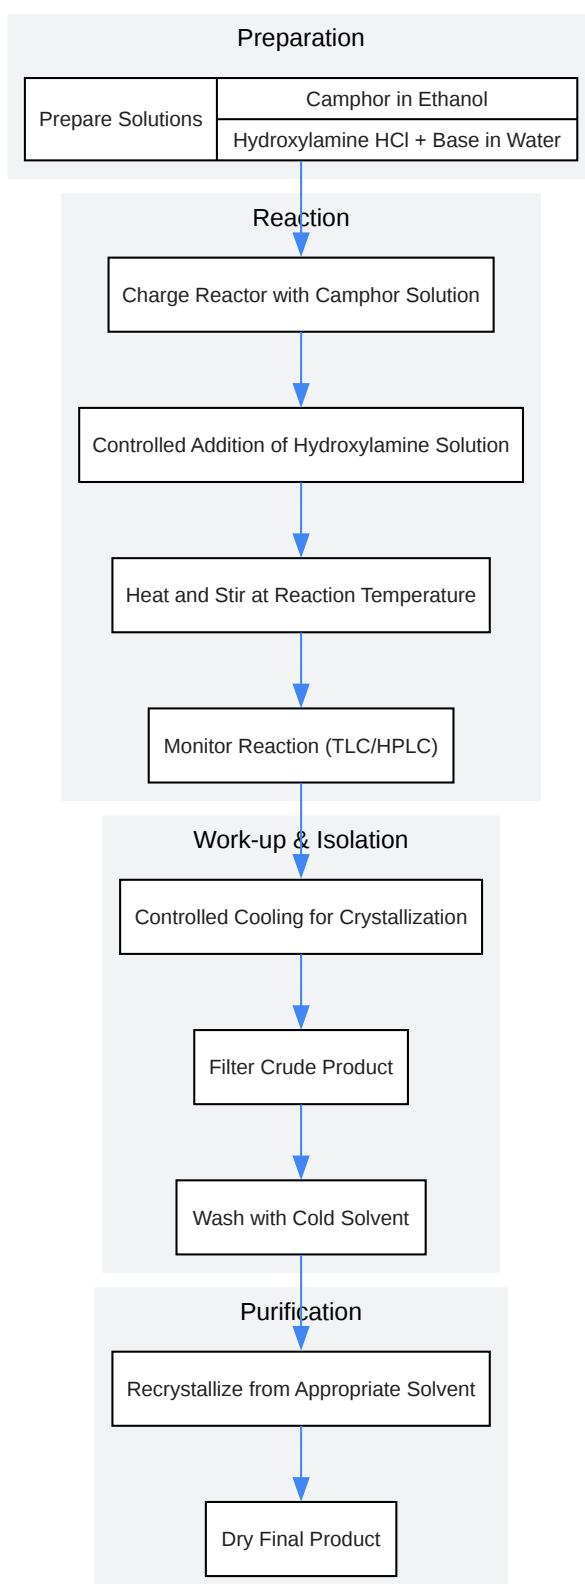 Preparation
Prepare Solutions
Camphor in Ethanol
Hydroxylamine HCl + Base in Water
Reaction
Charge Reactor with Camphor Solution
Controlled Addition of Hydroxylamine Solution
Heat and Stir at Reaction Temperature
Monitor Reaction (TLC/HPLC)
Work-up & Isolation
Controlled Cooling for Crystallization
Filter Crude Product
Wash with Cold Solvent
Purification
Recrystallize from Appropriate Solvent
Dry Final Product